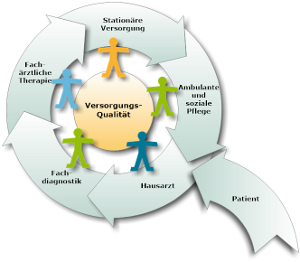 Stationäre
Versorgung
Fach-
ärztliche
Therapie
Ambulante
und
soziale
Pflege
Versorgungs-
Qualität
Fach-
diagnostik
Hausarzt
Patient